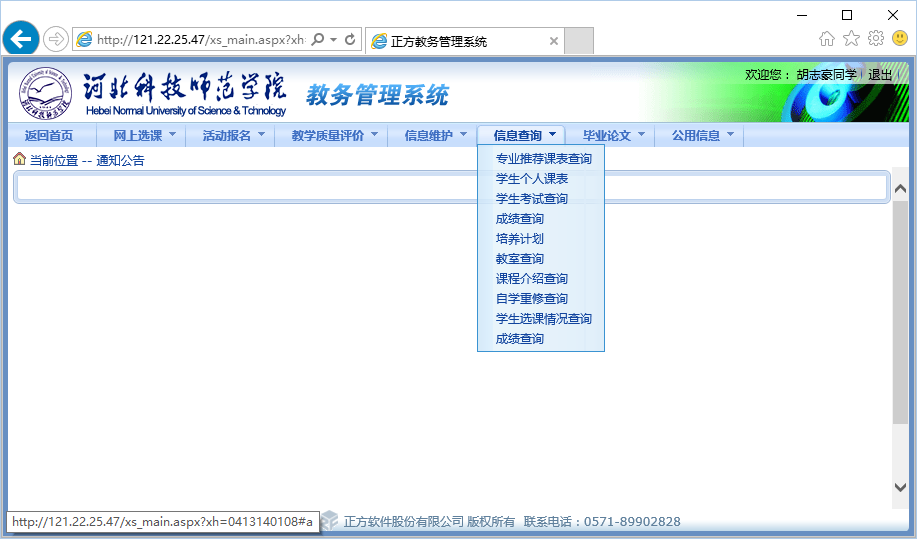 http://121.22.25.47/xs_main.aspx?xh
正方教务管理系统
河北科技师范学院
Hebei Normal University of Science & Tchnology
教务管理系统
欢迎您： 胡志豪同学 退出
返回首页 网上选课 活动报名 教学质量评价 信息维护 信息查询 毕业论文 公用信息
当前位置 -- 通知公告
专业推荐课表查询
学生个人课表
学生考试查询
成绩查询
培养计划
教室查询
课程介绍查询
自学重修查询
学生选课情况查询
成绩查询
http://121.22.25.47/xs_main.aspx?xh=0413140108#a
正方软件股份有限公司 版权所有 联系电话：0571-89902828